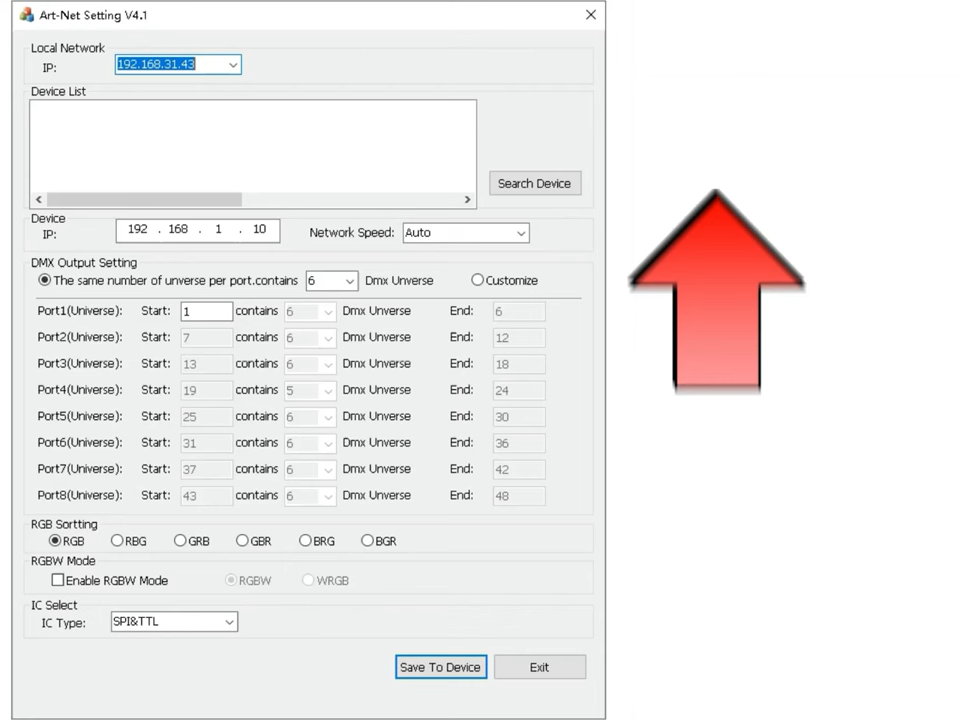 Art-Net Setting V4.1
Local Network
IP: 192.168.31.43
Device List
Search Device
Device
IP: 192 . 168 . 1 . 10 Network Speed: Auto
DMX Output Setting
The same number of unverse per port.contains 6 Dmx Unverse Customize
Port1(Universe): Start: 1 contains 6 Dmx Unverse End: 6
Port2(Universe): Start: 7 contains 6 Dmx Unverse End: 12
Port3(Universe): Start: 13 contains 6 Dmx Unverse End: 18
Port4(Universe): Start: 19 contains 5 Dmx Unverse End: 24
Port5(Universe): Start: 25 contains 6 Dmx Unverse End: 30
Port6(Universe): Start: 31 contains 6 Dmx Unverse End: 36
Port7(Universe): Start: 37 contains 6 Dmx Unverse End: 42
Port8(Universe): Start: 43 contains 6 Dmx Unverse End: 48
RGB Sortting
RGB RBG GRB GBR BRG BGR
RGBW Mode
Enable RGBW Mode RGBW WRGB
IC Select
IC Type: SPI&TTL
Save To Device Exit